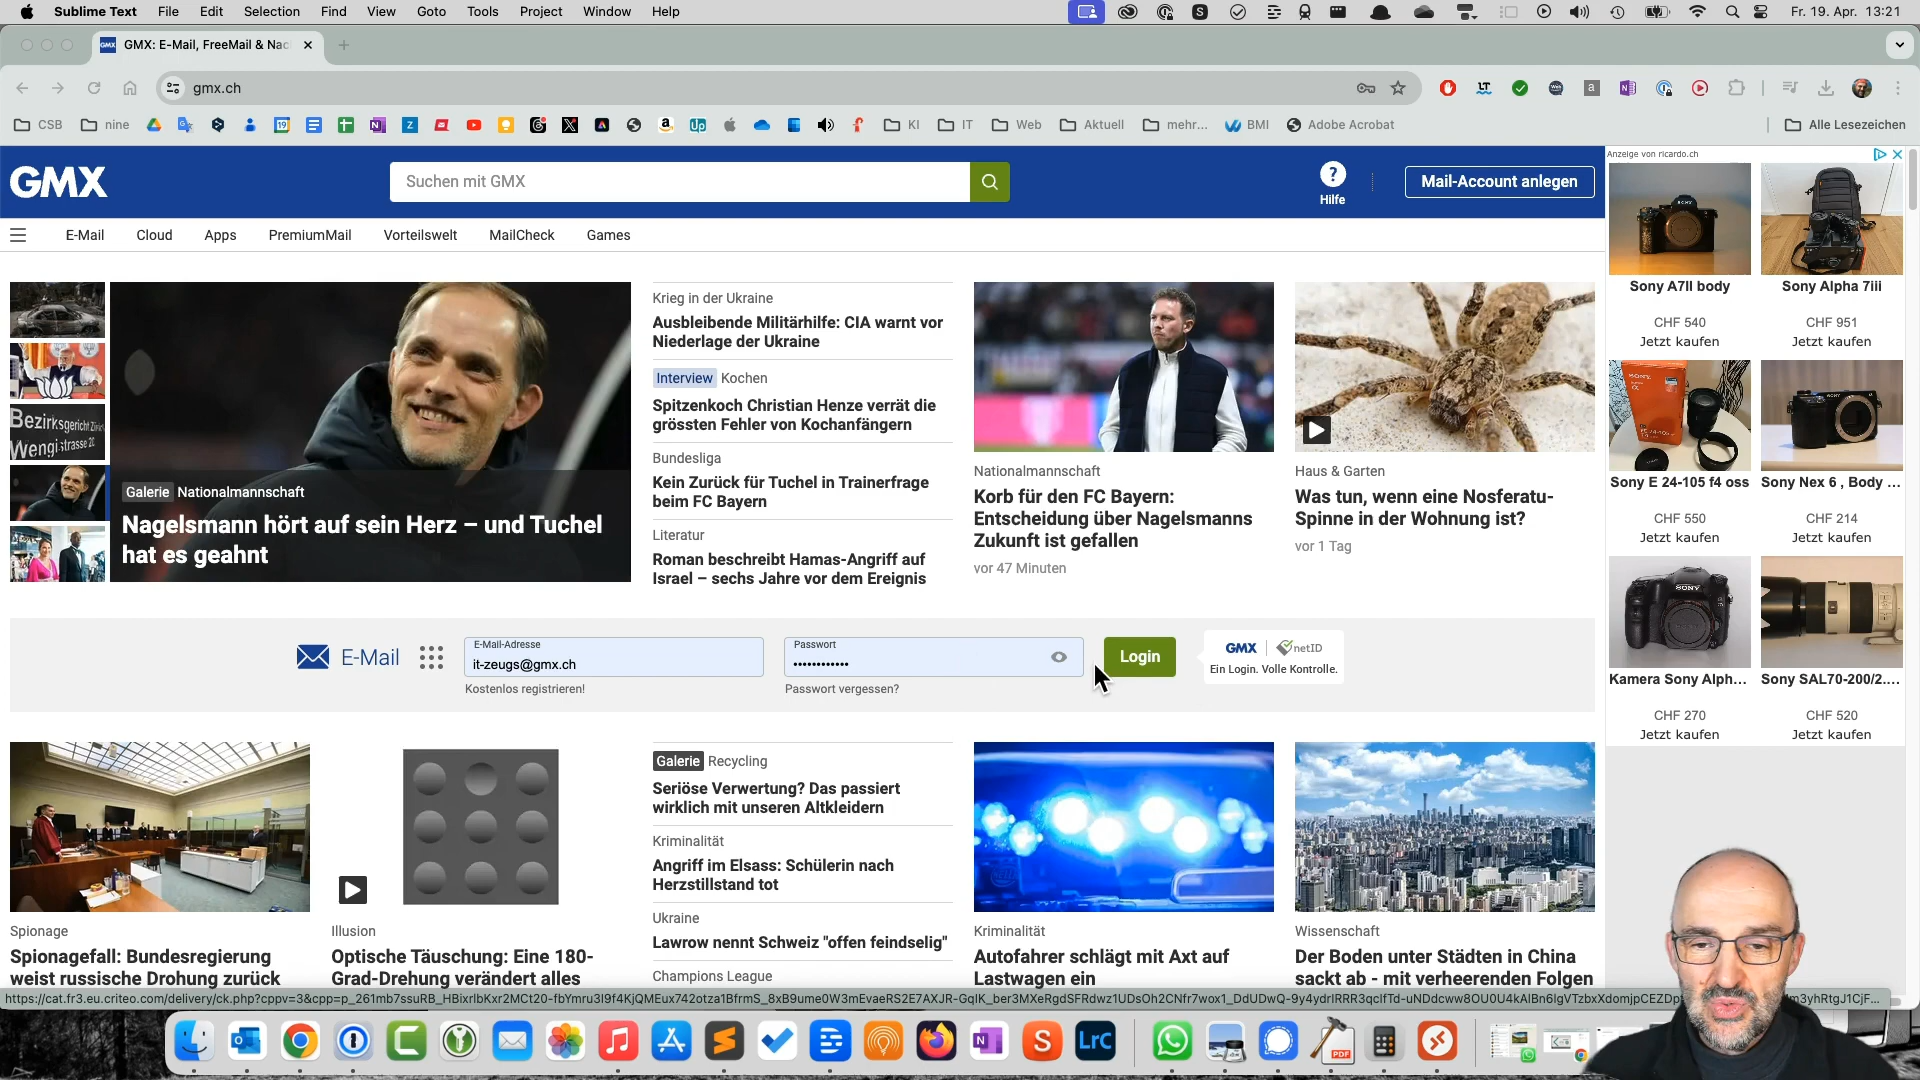 Sublime Text File Edit Selection Find View Goto Tools Project Window Help Fr. 19. Apr. 13:21
GMX: E-Mail, FreeMail & Nac
gmx.ch
CSB nine KI IT Web Aktuell mehr... BMI Adobe Acrobat Alle Lesezeichen
GMX
Suchen mit GMX
Hilfe
Mail-Account anlegen
E-Mail Cloud Apps PremiumMail Vorteilswelt MailCheck Games
Bezirksgericht Zürich
Wengistrasse
Galerie Nationalmannschaft
Nagelsmann hört auf sein Herz – und Tuchel
hat es geahnt
Krieg in der Ukraine
Ausbleibende Militärhilfe: CIA warnt vor
Niederlage der Ukraine
Interview Kochen
Spitzenkoch Christian Henze verrät die
grössten Fehler von Kochanfängern
Bundesliga
Kein Zurück für Tuchel in Trainerfrage
beim FC Bayern
Literatur
Roman beschreibt Hamas-Angriff auf
Israel – sechs Jahre vor dem Ereignis
Nationalmannschaft
Korb für den FC Bayern:
Entscheidung über Nagelsmanns
Zukunft ist gefallen
vor 47 Minuten
Haus & Garten
Was tun, wenn eine Nosferatu-
Spinne in der Wohnung ist?
vor 1 Tag
Anzeige von ricardo.ch
Sony A7II body
CHF 540
Jetzt kaufen
Sony Alpha 7iii
CHF 951
Jetzt kaufen
Sony E 24-105 f4 oss
CHF 550
Jetzt kaufen
Sony Nex 6 , Body ...
CHF 214
Jetzt kaufen
Kamera Sony Alph...
CHF 270
Jetzt kaufen
Sony SAL70-200/2....
CHF 520
Jetzt kaufen
E-Mail
E-Mail-Adresse
it-zeugs@gmx.ch
Kostenlos registrieren!
Passwort
••••••••••••
Passwort vergessen?
Login
GMX netID
Ein Login. Volle Kontrolle.
Spionage
Spionagefall: Bundesregierung
weist russische Drohung zurück
Illusion
Optische Täuschung: Eine 180-
Grad-Drehung verändert alles
Galerie Recycling
Seriöse Verwertung? Das passiert
wirklich mit unseren Altkleidern
Kriminalität
Angriff im Elsass: Schülerin nach
Herzstillstand tot
Ukraine
Lawrow nennt Schweiz "offen feindselig"
Champions League
Kriminalität
Autofahrer schlägt mit Axt auf
Lastwagen ein
Wissenschaft
Der Boden unter Städten in China
sackt ab - mit verheerenden Folgen
LrC
PDF